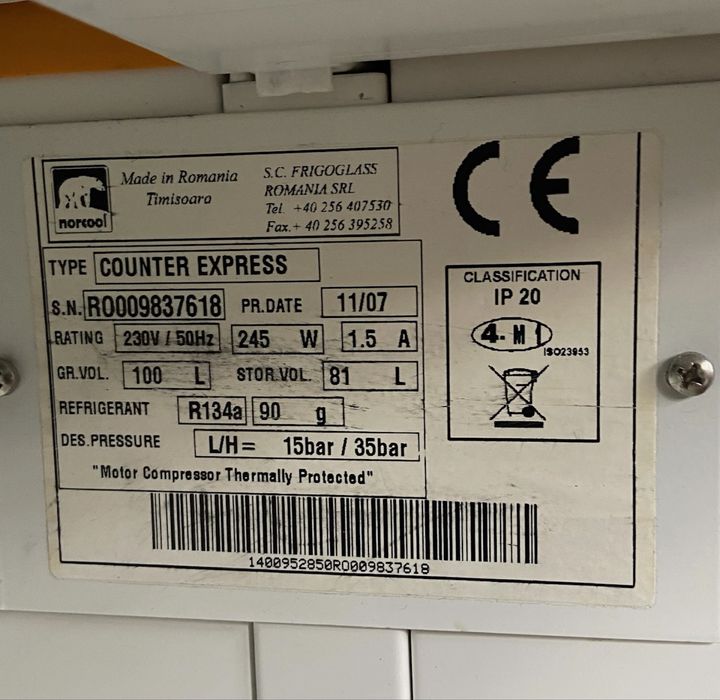 norcool
Made in Romania
Timisoara
S.C. FRIGOGLASS
ROMANIA SRL
Tel. +40 256 407530
Fax.+ 40 256 395258
CE
TYPE COUNTER EXPRESS
S.N. RO009837618 PR.DATE 11/07
RATING 230V / 50Hz 245 W 1.5 A
GR.VOL. 100 L STOR.VOL. 81 L
REFRIGERANT R134a 90 g
DES.PRESSURE L/H= 15bar / 35bar
"Motor Compressor Thermally Protected"
CLASSIFICATION
IP 20
4- M 1
ISO23953
1400952850RO009837618